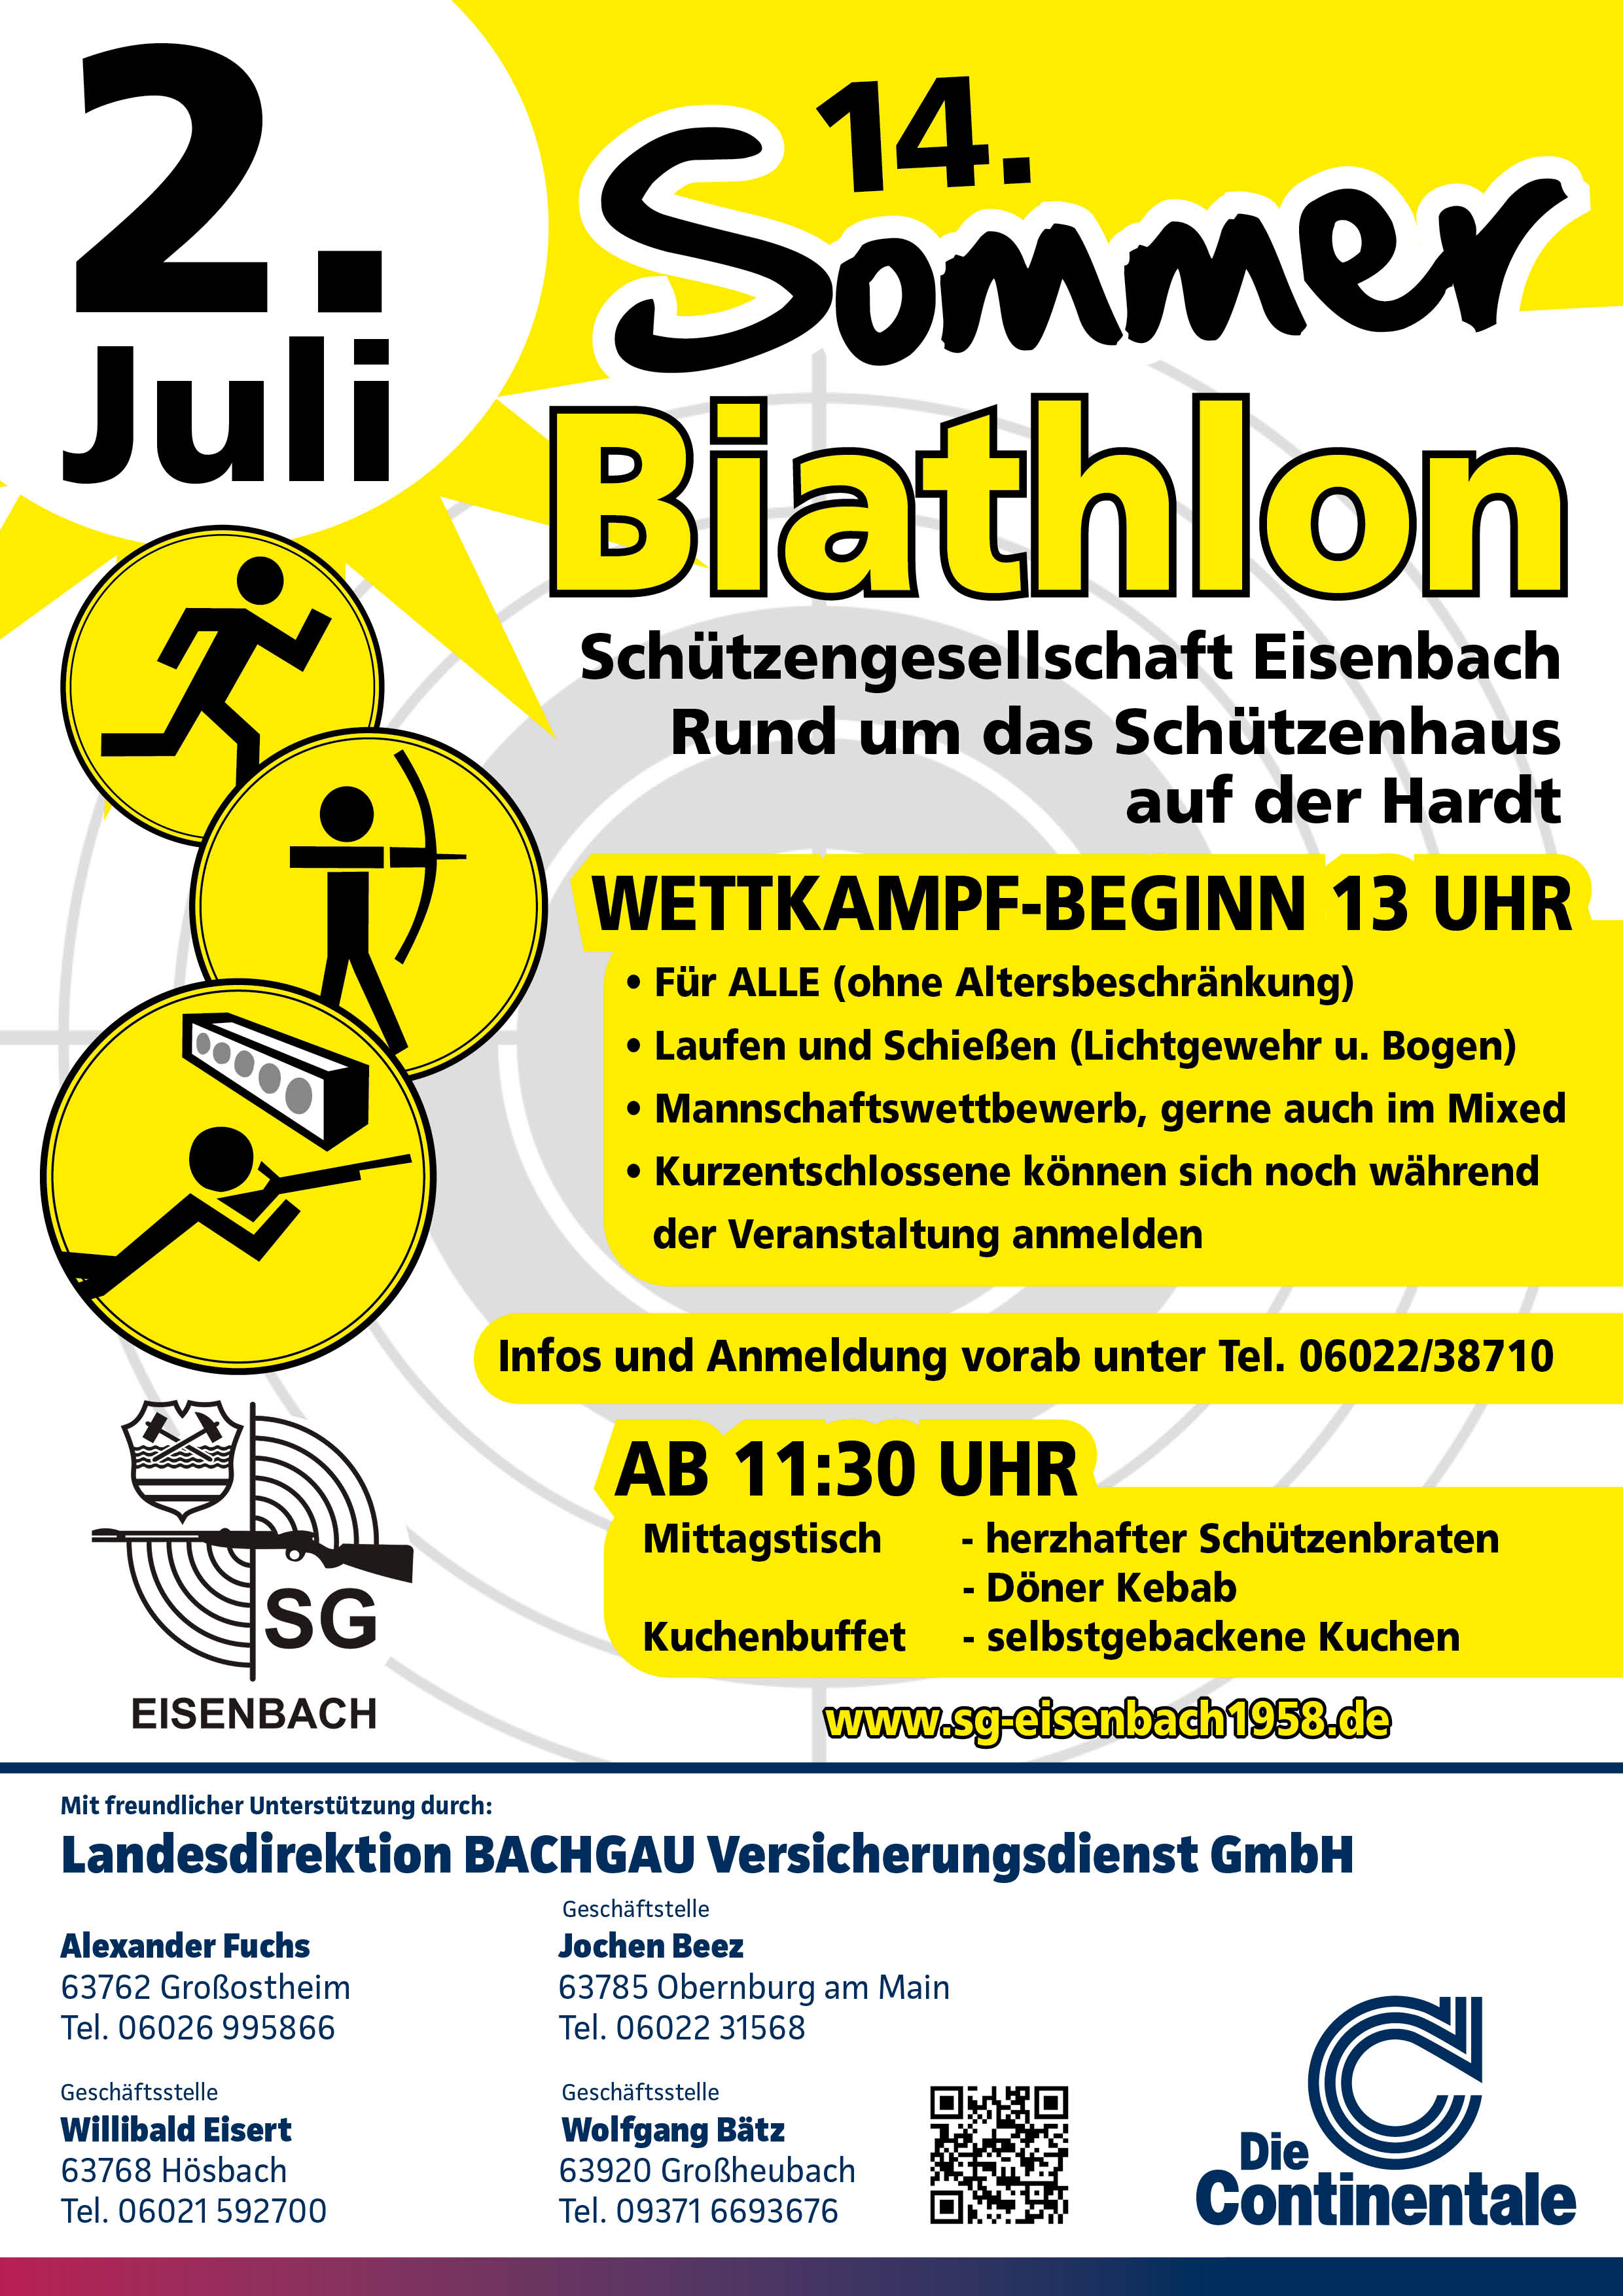 2.
Juli
14.
Sommer
Biathlon
Schützengesellschaft Eisenbach
Rund um das Schützenhaus
auf der Hardt
WETTKAMPF-BEGINN 13 UHR
• Für ALLE (ohne Altersbeschränkung)
• Laufen und Schießen (Lichtgewehr u. Bogen)
• Mannschaftswettbewerb, gerne auch im Mixed
• Kurzentschlossene können sich noch während
der Veranstaltung anmelden
Infos und Anmeldung vorab unter Tel. 06022/38710
AB 11:30 UHR
Mittagstisch - herzhafter Schützenbraten
- Döner Kebab
Kuchenbuffet - selbstgebackene Kuchen
www.sg-eisenbach1958.de
SG
EISENBACH
Mit freundlicher Unterstützung durch:
Landesdirektion BACHGAU Versicherungsdienst GmbH
Alexander Fuchs
63762 Großostheim
Tel. 06026 995866
Geschäftstelle
Jochen Beez
63785 Obernburg am Main
Tel. 06022 31568
Geschäftsstelle
Willibald Eisert
63768 Hösbach
Tel. 06021 592700
Geschäftsstelle
Wolfgang Bätz
63920 Großheubach
Tel. 09371 6693676
Die
Continentale